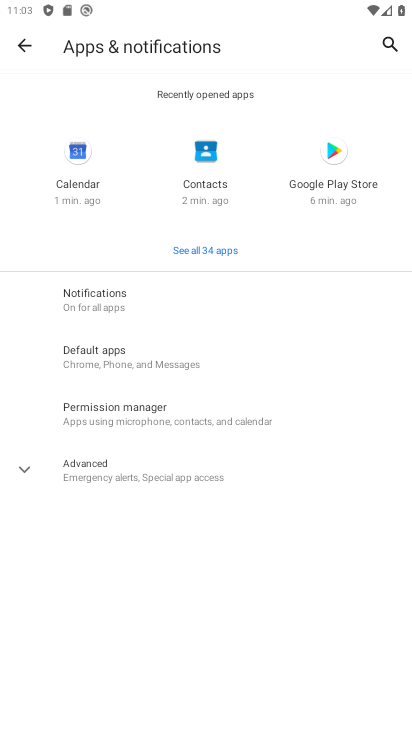 11:03
Apps & notifications
Recently opened apps
31
Calendar
1 min. ago
Contacts
2 min. ago
Google Play Store
6 min. ago
See all 34 apps
Notifications
On for all apps
Default apps
Chrome, Phone, and Messages
Permission manager
Apps using microphone, contacts, and calendar
Advanced
Emergency alerts, Special app access